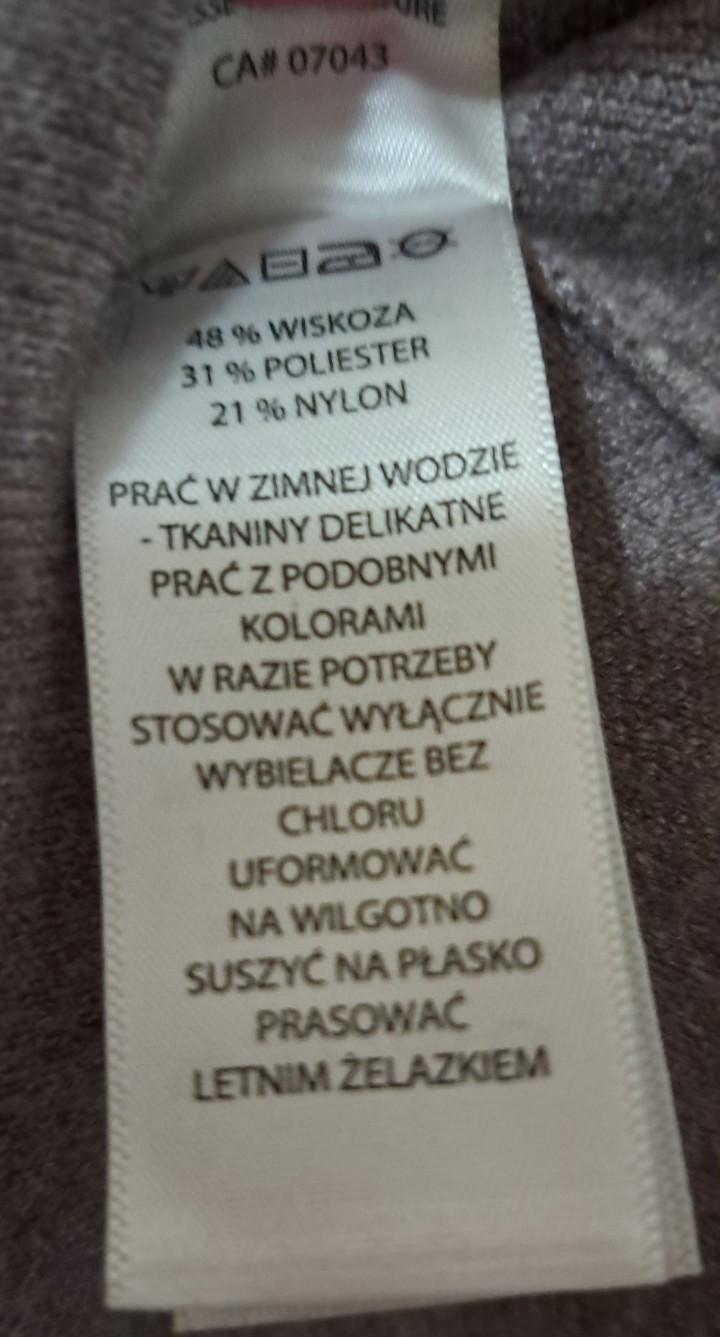 CA# 07043
48 % WISKOZA
31 % POLIESTER
21 % NYLON
PRAĆ W ZIMNEJ WODZIE
- TKANINY DELIKATNE
PRAĆ Z PODOBNYMI
KOLORAMI
W RAZIE POTRZEBY
STOSOWAĆ WYŁĄCZNIE
WYBIELACZE BEZ
CHLORU
UFORMOWAĆ
NA WILGOTNO
SUSZYĆ NA PŁASKO
PRASOWAĆ
LETNIM ŻELAZKIEM